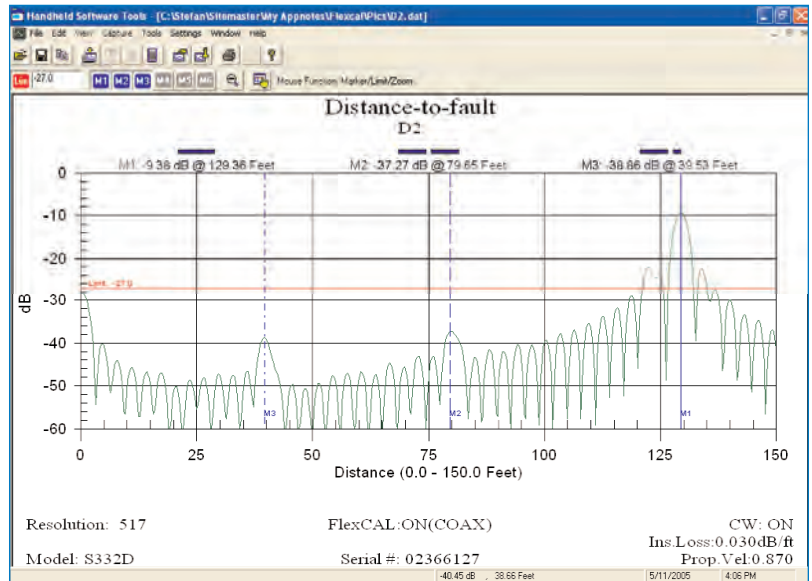 Handheld Software Tools - [C:\Stefan\Sitemaster\My Appnotes\Flexcal\Pics\D2.dat]
File Edit View Capture Tools Settings Window Help
-27.0 M1 M2 M3 M4 M5 M6 Mouse Function: Marker/Limit/Zoom
Distance-to-fault
D2
M1: -9.36 dB @ 129.36 Feet M2: -37.27 dB @ 79.65 Feet M3: -38.86 dB @ 39.53 Feet
0
-10
-20
Limit: -27.0
-30
dB
-40
-50
-60
M3 M2 M1
0 25 50 75 100 125 150
Distance (0.0 - 150.0 Feet)
Resolution: 517 FlexCAL:ON(COAX) CW: ON
Ins.Loss:0.030dB/ft
Model: S332D Serial #: 02366127 Prop.Vel:0.870
-40.45 dB , 38.66 Feet 5/11/2005 4:06 PM